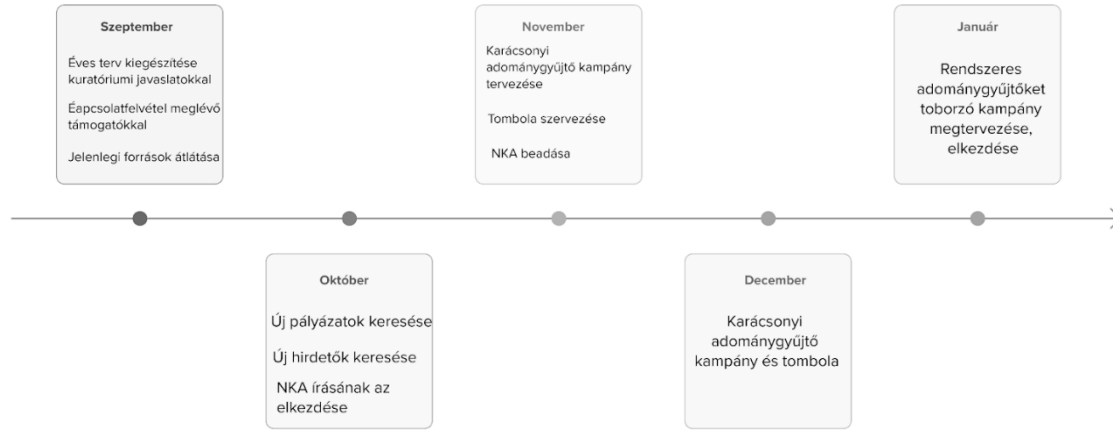 Szeptember
Éves terv kiegészítése
kuratóriumi javaslatokkal
Éapcsolatfelvétel meglévő
támogatókkal
Jelenlegi források átlátása
Október
Új pályázatok keresése
Új hirdetők keresése
NKA írásának az
elkezdése
November
Karácsonyi
adománygyűjtő kampány
tervezése
Tombola szervezése
NKA beadása
December
Karácsonyi
adománygyűjtő
kampány és tombola
Január
Rendszeres
adománygyűjtőket
toborzó kampány
megtervezése,
elkezdése